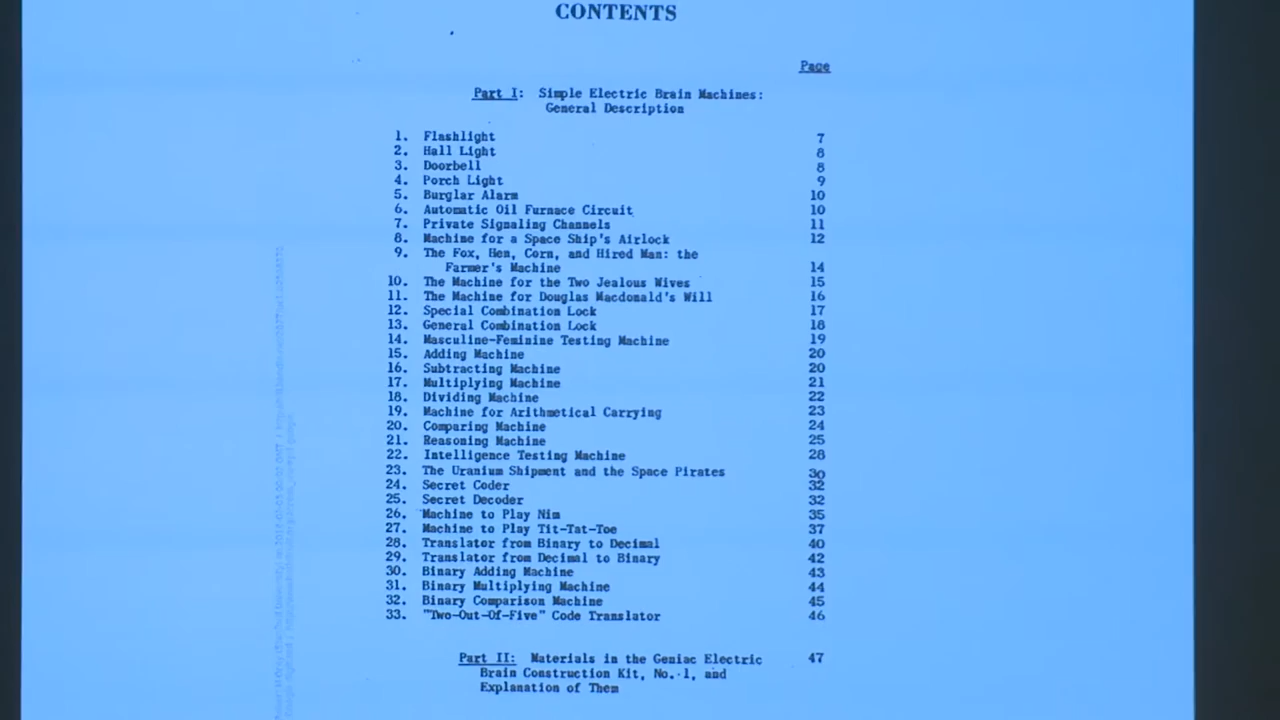 CONTENTS
Page
Part I: Simple Electric Brain Machines:
General Description
1. Flashlight 7
2. Hall Light 8
3. Doorbell 8
4. Porch Light 9
5. Burglar Alarm 10
6. Automatic Oil Furnace Circuit 10
7. Private Signaling Channels 11
8. Machine for a Space Ship's Airlock 12
9. The Fox, Hen, Corn, and Hired Man: the
Farmer's Machine 14
10. The Machine for the Two Jealous Wives 15
11. The Machine for Douglas Macdonald's Will 16
12. Special Combination Lock 17
13. General Combination Lock 18
14. Masculine-Feminine Testing Machine 19
15. Adding Machine 20
16. Subtracting Machine 20
17. Multiplying Machine 21
18. Dividing Machine 22
19. Machine for Arithmetical Carrying 23
20. Comparing Machine 24
21. Reasoning Machine 25
22. Intelligence Testing Machine 28
23. The Uranium Shipment and the Space Pirates 30
24. Secret Coder 32
25. Secret Decoder 32
26. Machine to Play Nim 35
27. Machine to Play Tit-Tat-Toe 37
28. Translator from Binary to Decimal 40
29. Translator from Decimal to Binary 42
30. Binary Adding Machine 43
31. Binary Multiplying Machine 44
32. Binary Comparison Machine 45
33. "Two-Out-Of-Five" Code Translator 46
Part II: Materials in the Geniac Electric 47
Brain Construction Kit, No. 1, and
Explanation of Them